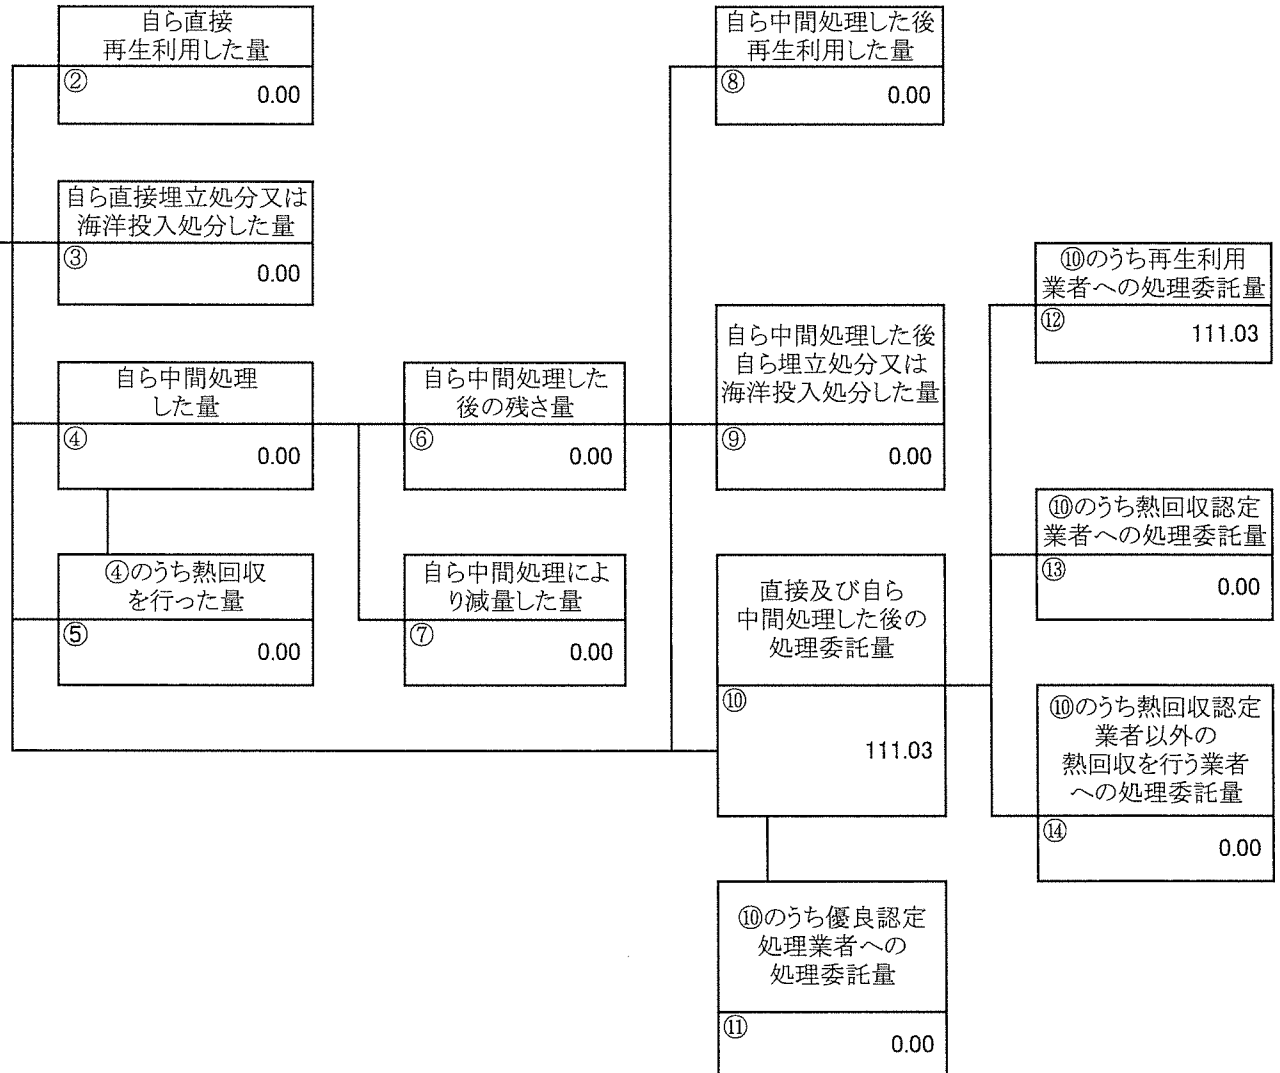 自ら直接
再生利用した量
②
0.00
自ら中間処理した後
再生利用した量
⑧
0.00
自ら直接埋立処分又は
海洋投入処分した量
③
0.00
⑩のうち再生利用
業者への処理委託量
⑫
111.03
自ら中間処理
した量
④
0.00
自ら中間処理した
後の残さ量
⑥
0.00
自ら中間処理した後
自ら埋立処分又は
海洋投入処分した量
⑨
0.00
⑩のうち熱回収認定
業者への処理委託量
⑬
0.00
④のうち熱回収
を行った量
⑤
0.00
自ら中間処理によ
り減量した量
⑦
0.00
直接及び自ら
中間処理した後の
処理委託量
⑩
111.03
⑩のうち熱回収認定
業者以外の
熱回収を行う業者
への処理委託量
⑭
0.00
⑩のうち優良認定
処理業者への
処理委託量
⑪
0.00